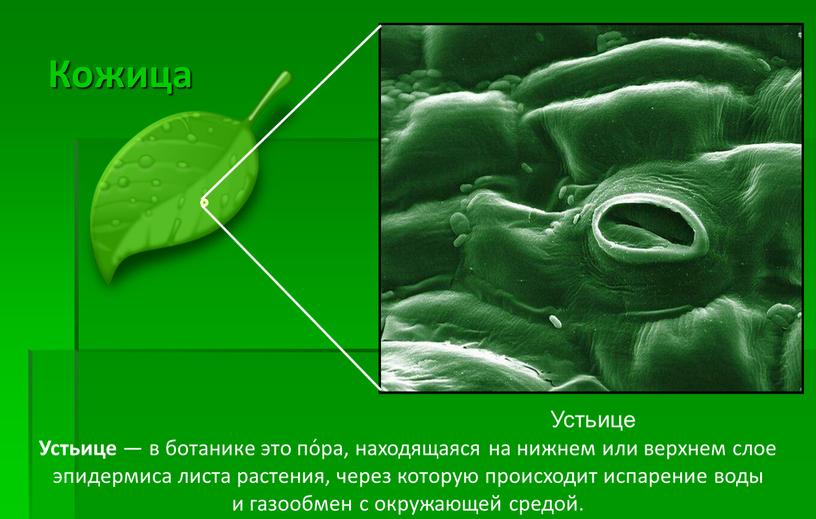 Кожица
Устьице
Устьице — в ботанике это по́ра, находящаяся на нижнем или верхнем слое
эпидермиса листа растения, через которую происходит испарение воды
и газообмен с окружающей средой.